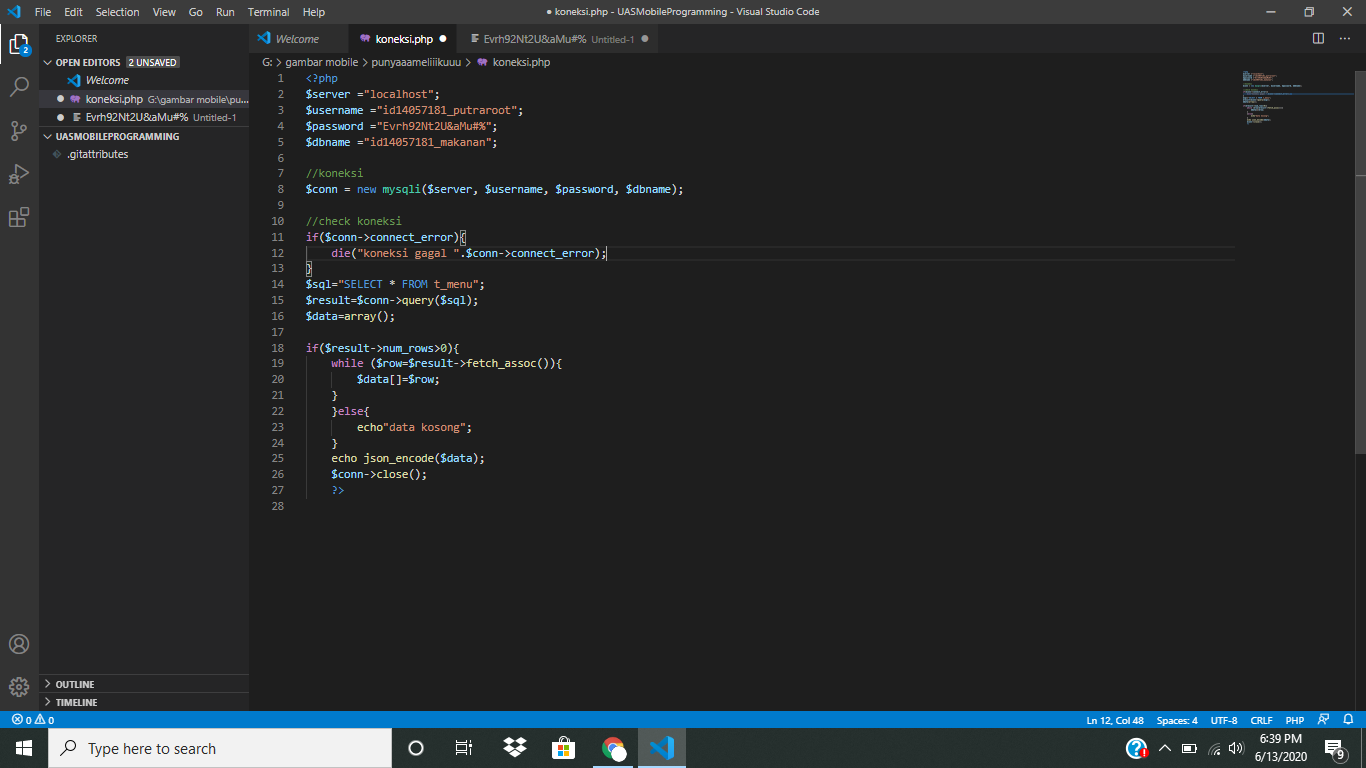 File Edit Selection View Go Run Terminal Help
● koneksi.php - UASMobileProgramming - Visual Studio Code
EXPLORER
OPEN EDITORS 2 UNSAVED
Welcome
koneksi.php G:\gambar mobile\pu...
Evrh92Nt2U&aMu#% Untitled-1
UASMOBILEPROGRAMMING
.gitattributes
OUTLINE
TIMELINE
2
Welcome
koneksi.php ●
Evrh92Nt2U&aMu#% Untitled-1 ●
G: > gambar mobile > punyaaameliiikuuu > koneksi.php
1 <?php
2 $server ="localhost";
3 $username ="id14057181_putraroot";
4 $password ="Evrh92Nt2U&aMu#%";
5 $dbname ="id14057181_makanan";
6
7 //koneksi
8 $conn = new mysqli($server, $username, $password, $dbname);
9
10 //check koneksi
11 if($conn->connect_error){
12 die("koneksi gagal ".$conn->connect_error);
13 }
14 $sql="SELECT * FROM t_menu";
15 $result=$conn->query($sql);
16 $data=array();
17
18 if($result->num_rows>0){
19 while ($row=$result->fetch_assoc()){
20 $data[]=$row;
21 }
22 }else{
23 echo"data kosong";
24 }
25 echo json_encode($data);
26 $conn->close();
27 ?>
28
0 0
Ln 12, Col 48 Spaces: 4 UTF-8 CRLF PHP
Type here to search
6:39 PM
6/13/2020
9